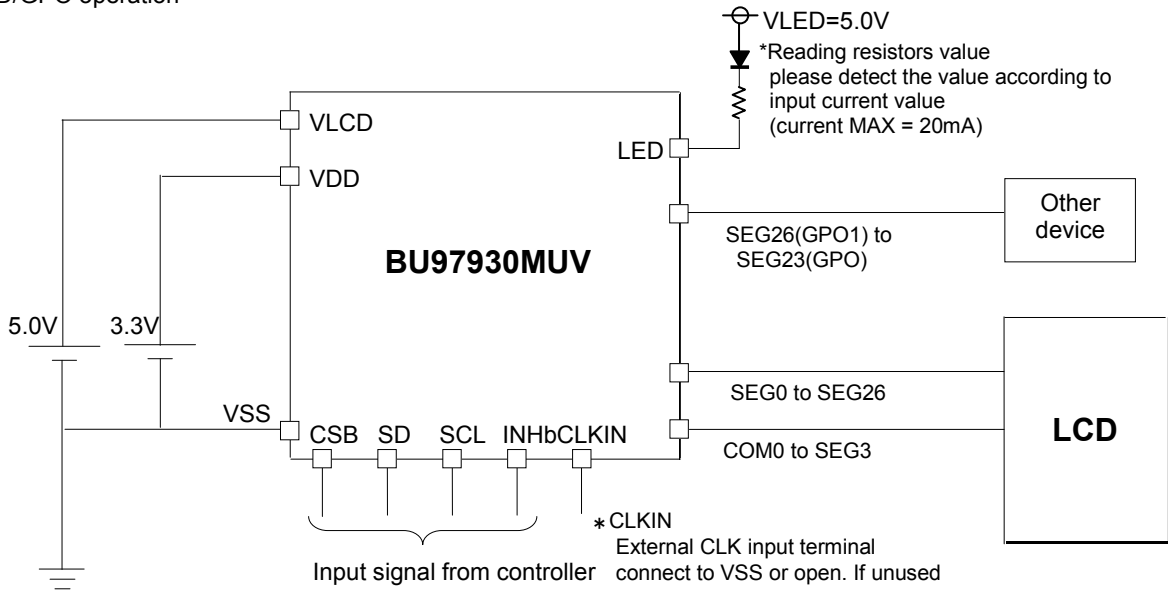 VLED=5.0V
*Reading resistors value
please detect the value according to
input current value
(current MAX = 20mA)
VLCD
LED
VDD
Other
device
SEG26(GPO1) to
SEG23(GPO)
BU97930MUV
5.0V
3.3V
SEG0 to SEG26
VSS
CSB
SD
SCL
INHb
CLKIN
LCD
COM0 to SEG3
*CLKIN
External CLK input terminal
Input signal from controller
connect to VSS or open. If unused